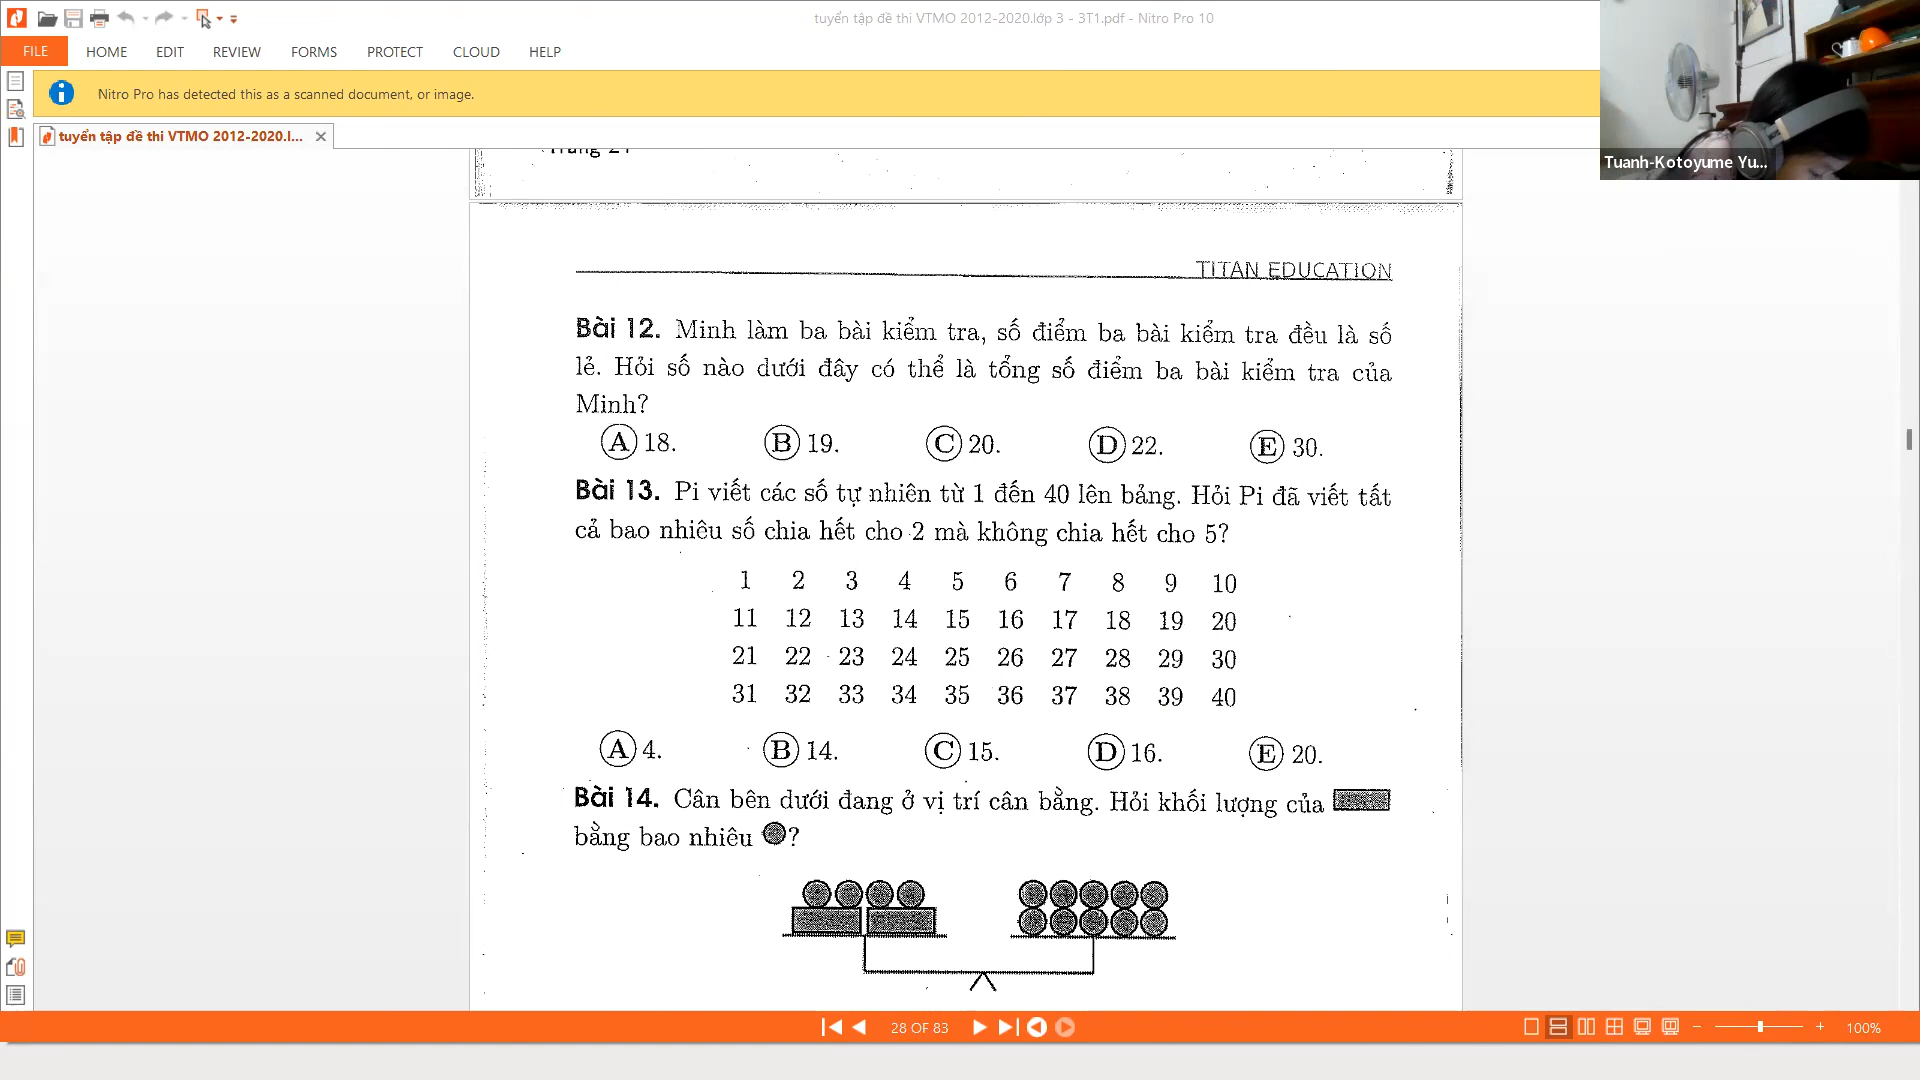 tuyển tập đề thi VTMO 2012-2020.lớp 3 - 3T1.pdf - Nitro Pro 10
FILE HOME EDIT REVIEW FORMS PROTECT CLOUD HELP
Nitro Pro has detected this as a scanned document, or image.
tuyển tập đề thi VTMO 2012-2020.l...
Tuanh-Kotoyume Yu...
Trang 21
TITAN EDUCATION
Bài 12. Minh làm ba bài kiểm tra, số điểm ba bài kiểm tra đều là số
lẻ. Hỏi số nào dưới đây có thể là tổng số điểm ba bài kiểm tra của
Minh?
A 18. B 19. C 20. D 22. E 30.
Bài 13. Pi viết các số tự nhiên từ 1 đến 40 lên bảng. Hỏi Pi đã viết tất
cả bao nhiêu số chia hết cho 2 mà không chia hết cho 5?
1 2 3 4 5 6 7 8 9 10
11 12 13 14 15 16 17 18 19 20
21 22 23 24 25 26 27 28 29 30
31 32 33 34 35 36 37 38 39 40
A 4. B 14. C 15. D 16. E 20.
Bài 14. Cân bên dưới đang ở vị trí cân bằng. Hỏi khối lượng của
bằng bao nhiêu ?
28 OF 83
100%